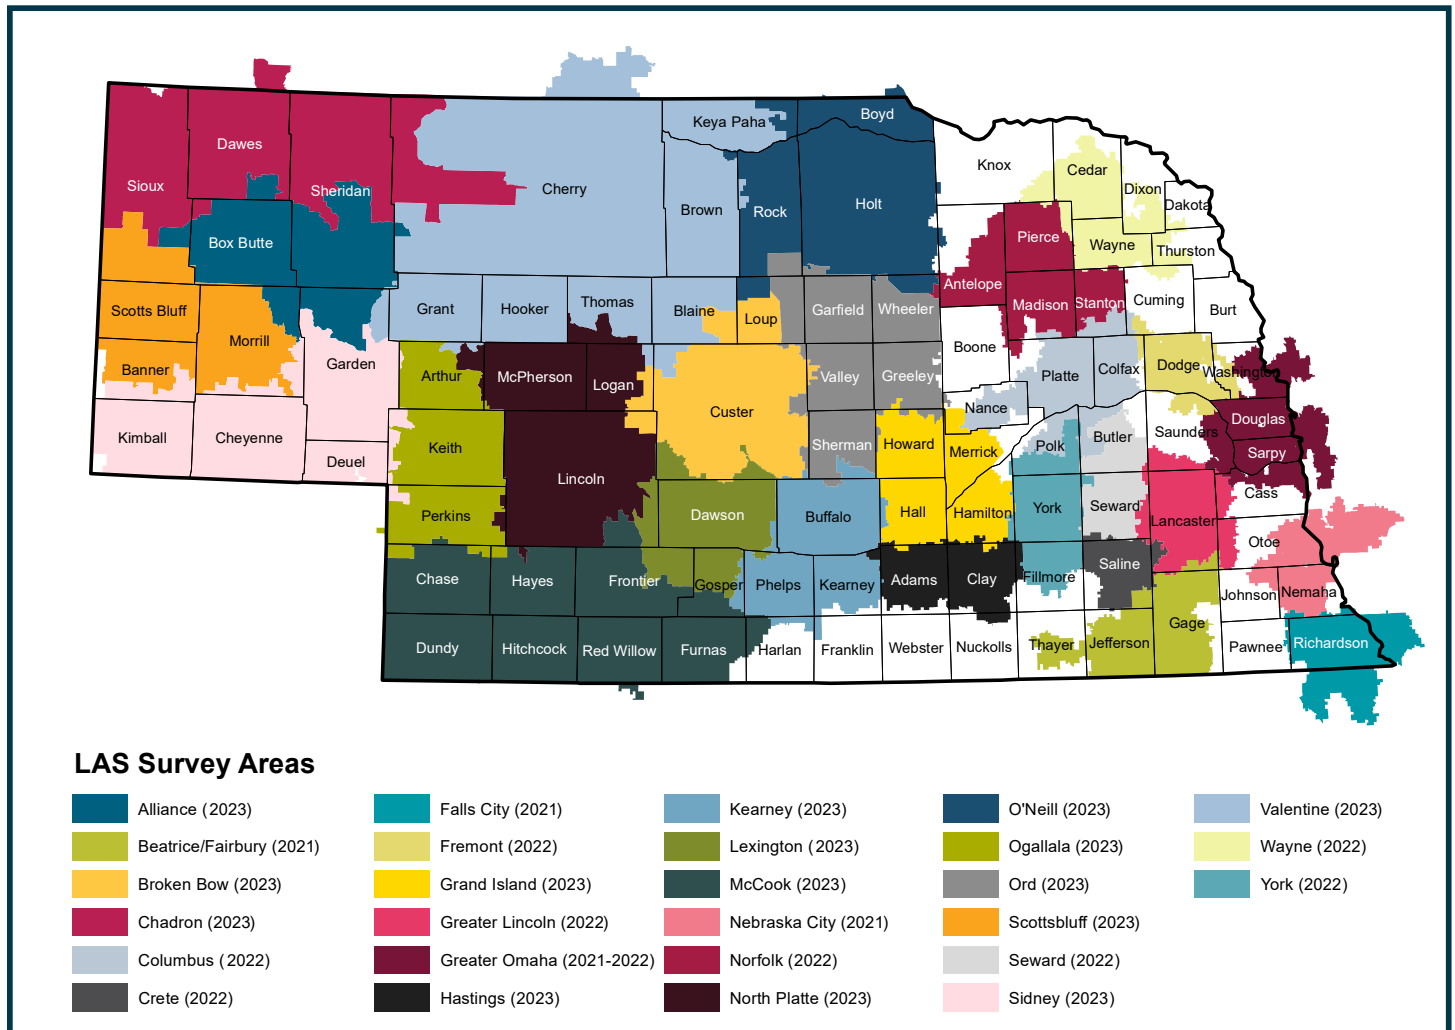 Knox
Boyd
Keya Paha
Dawes
Cedar
Sioux
Sheridan
Cherry
Dixon
Dakota
Brown
Rock
Holt
Pierce
Box Butte
Wayne
Thurston
Antelope
Scotts Bluff
Grant
Hooker
Thomas
Blaine
Loup
Garfield
Wheeler
Madison
Stanton
Cuming
Burt
Morrill
Banner
Garden
Arthur
McPherson
Logan
Valley
Greeley
Boone
Platte
Colfax
Dodge
Washington
Custer
Nance
Kimball
Cheyenne
Deuel
Keith
Sherman
Howard
Merrick
Polk
Butler
Saunders
Douglas
Sarpy
Lincoln
Perkins
Dawson
Buffalo
Hall
Hamilton
York
Seward
Lancaster
Cass
Otoe
Chase
Hayes
Frontier
Gosper
Phelps
Kearney
Adams
Clay
Fillmore
Saline
Johnson
Nemaha
Dundy
Hitchcock
Red Willow
Furnas
Harlan
Franklin
Webster
Nuckolls
Thayer
Jefferson
Gage
Pawnee
Richardson
LAS Survey Areas
Alliance (2023)
Beatrice/Fairbury (2021)
Broken Bow (2023)
Chadron (2023)
Columbus (2022)
Crete (2022)
Falls City (2021)
Fremont (2022)
Grand Island (2023)
Greater Lincoln (2022)
Greater Omaha (2021-2022)
Hastings (2023)
Kearney (2023)
Lexington (2023)
McCook (2023)
Nebraska City (2021)
Norfolk (2022)
North Platte (2023)
O'Neill (2023)
Ogallala (2023)
Ord (2023)
Scottsbluff (2023)
Seward (2022)
Sidney (2023)
Valentine (2023)
Wayne (2022)
York (2022)